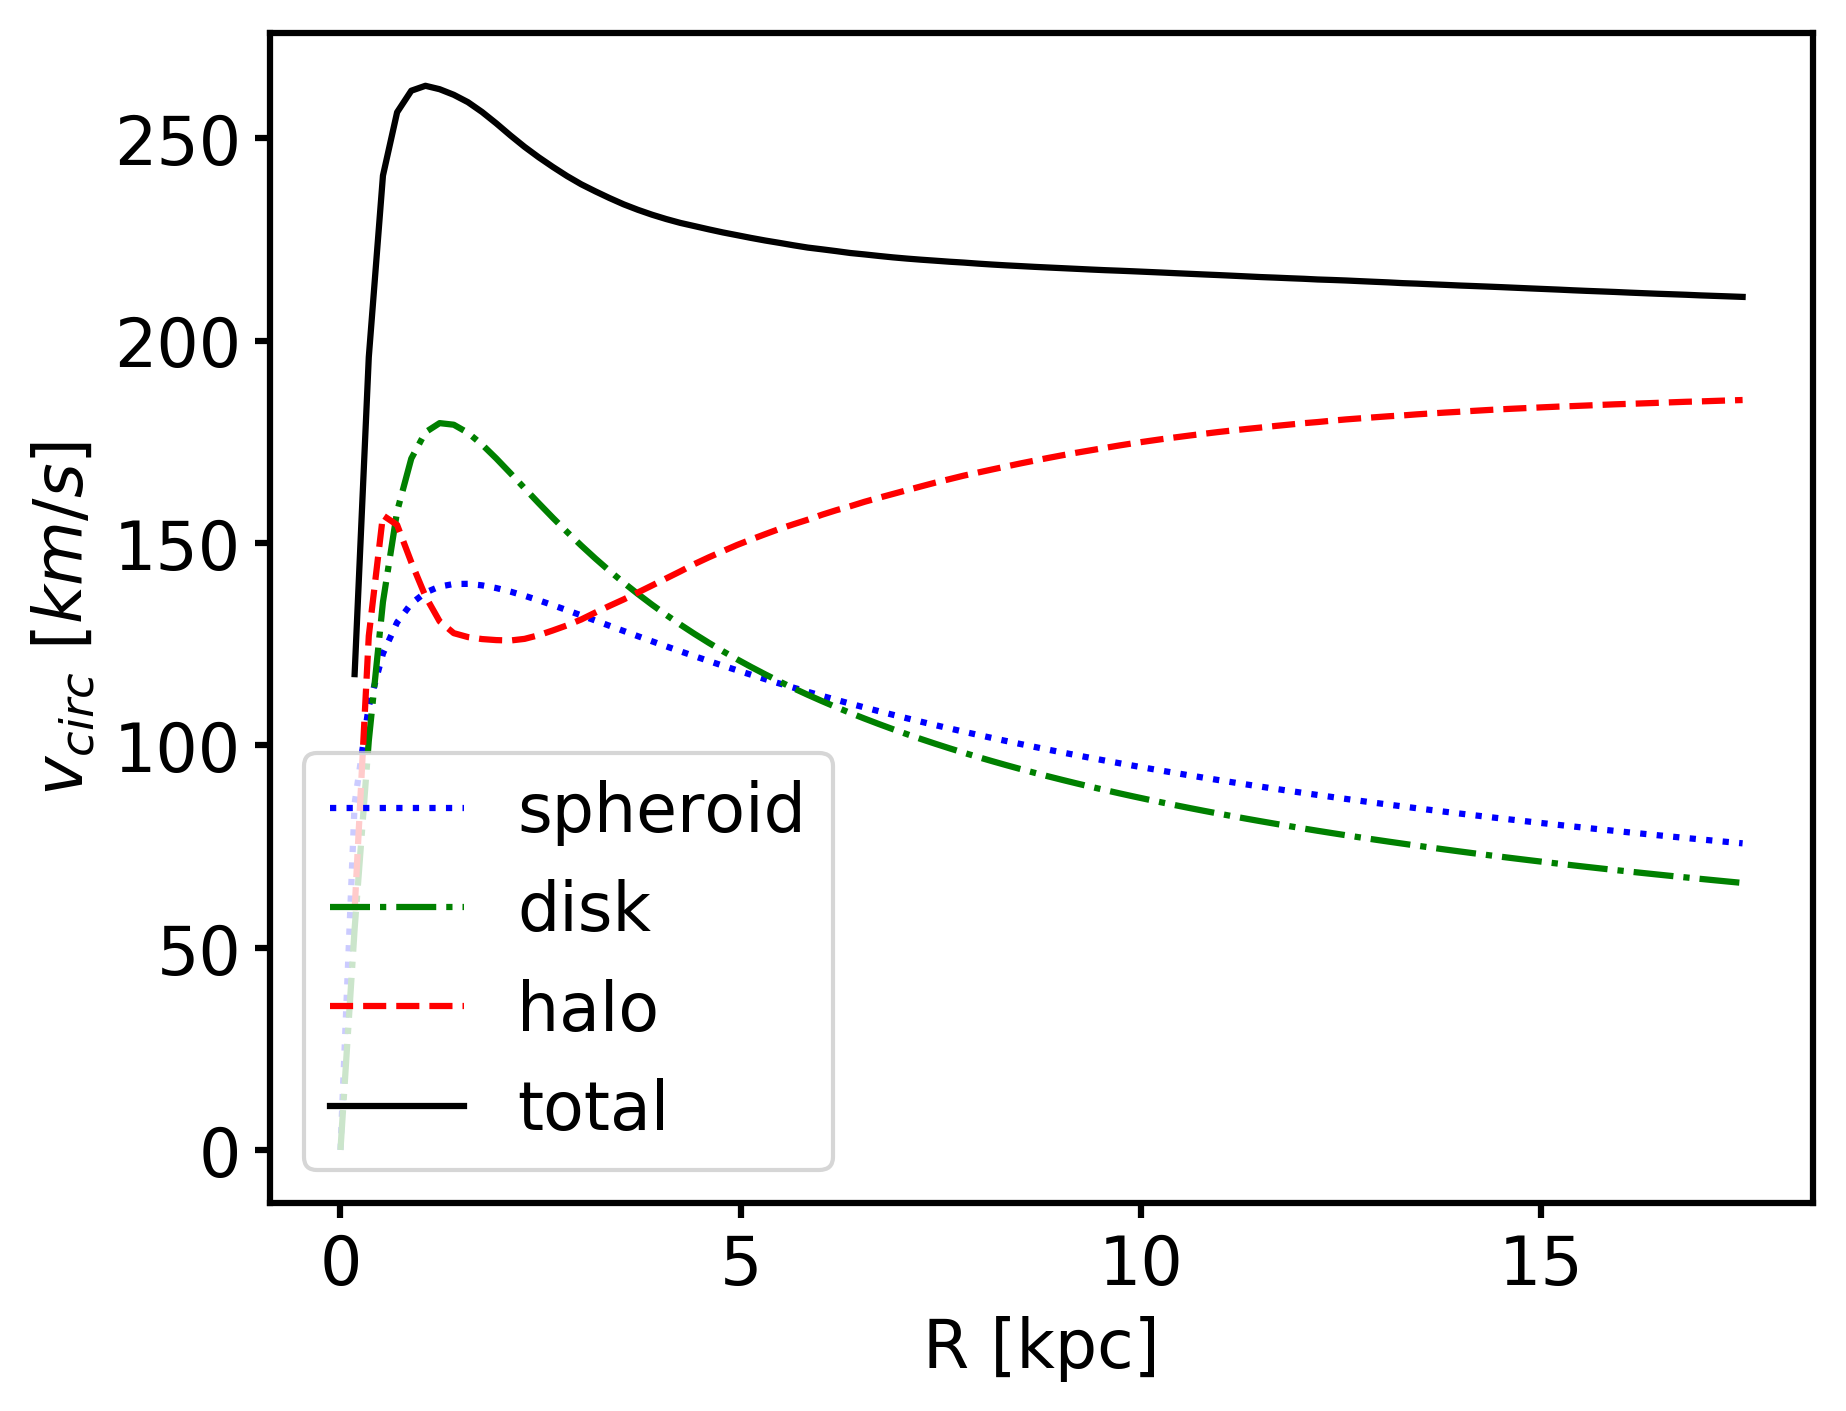 250
200
150
100
50
0
v_circ [km/s]
spheroid
disk
halo
total
0 5 10 15
R [kpc]